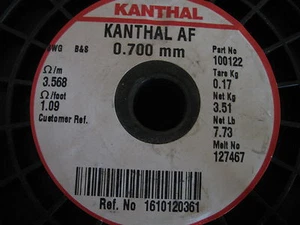 KANTHAL
KANTHAL AF
0.700 mm
B&S
Ω/m
3.568
Ω/foot
1.09
Customer Ref.
Part No
100122
Tare Kg
0.17
Net Kg
3.51
Net Lb
7.73
Melt No
127467
Ref. No 1610120361